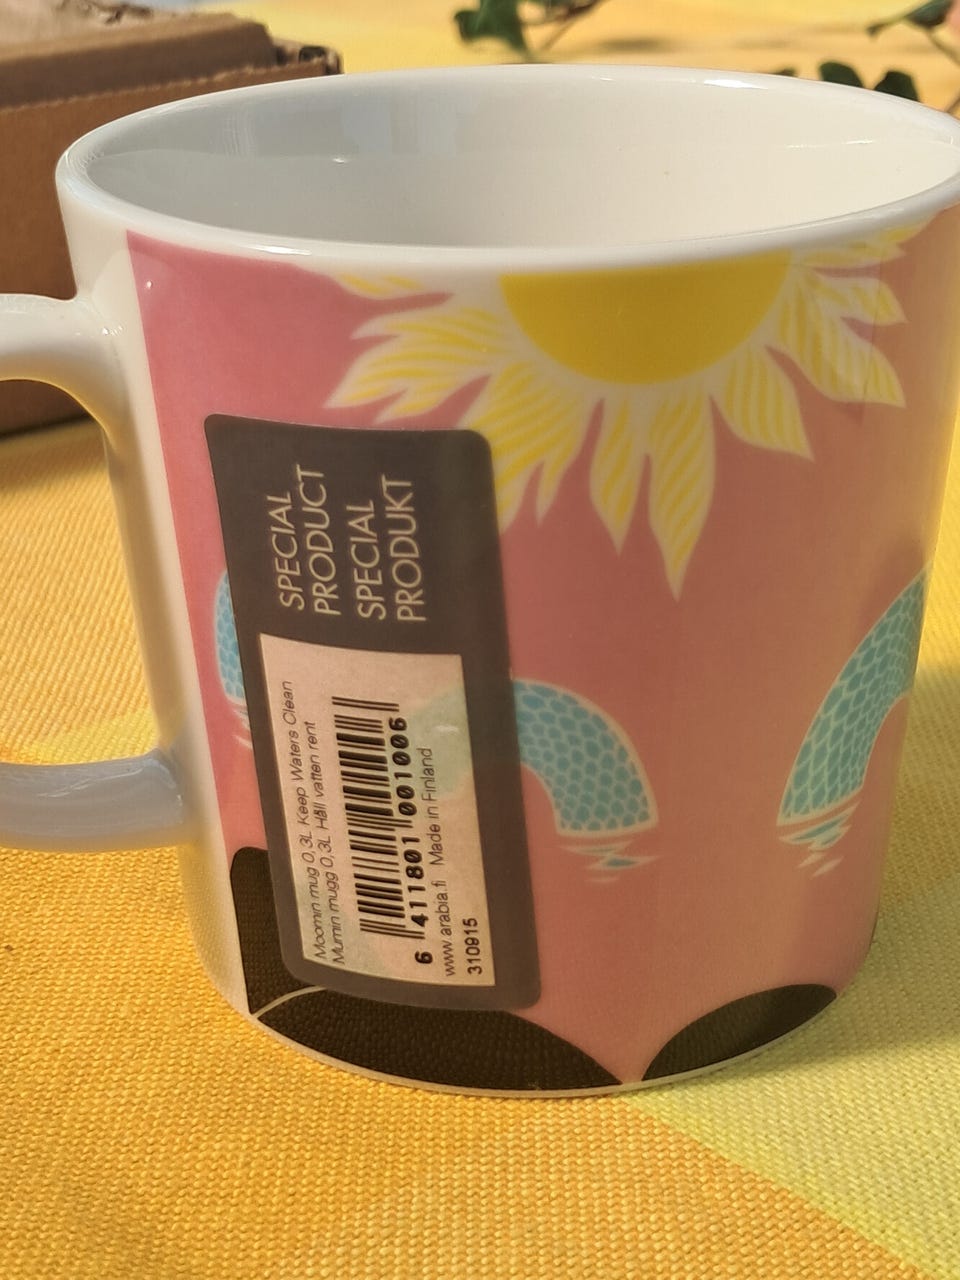 SPECIAL
PRODUCT
SPECIAL
PRODUKT
Moomin mug 0,3L Keep Waters Clean
Mumin mugg 0,3L Håll vatten rent
6 411801 001006
www.arabia.fi Made in Finland
310915